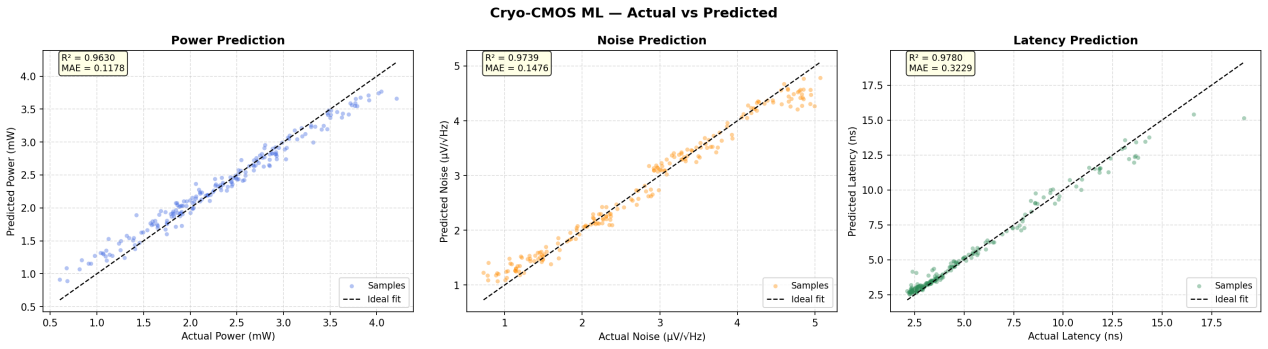 Cryo-CMOS ML — Actual vs Predicted
Power Prediction
R² = 0.9630
MAE = 0.1178
Predicted Power (mW)
4.0
3.5
3.0
2.5
2.0
1.5
1.0
0.5
0.5 1.0 1.5 2.0 2.5 3.0 3.5 4.0
Actual Power (mW)
Samples
Ideal fit
Noise Prediction
R² = 0.9739
MAE = 0.1476
Predicted Noise (μV/√Hz)
5
4
3
2
1
1 2 3 4 5
Actual Noise (μV/√Hz)
Samples
Ideal fit
Latency Prediction
R² = 0.9780
MAE = 0.3229
Predicted Latency (ns)
17.5
15.0
12.5
10.0
7.5
5.0
2.5
2.5 5.0 7.5 10.0 12.5 15.0 17.5
Actual Latency (ns)
Samples
Ideal fit